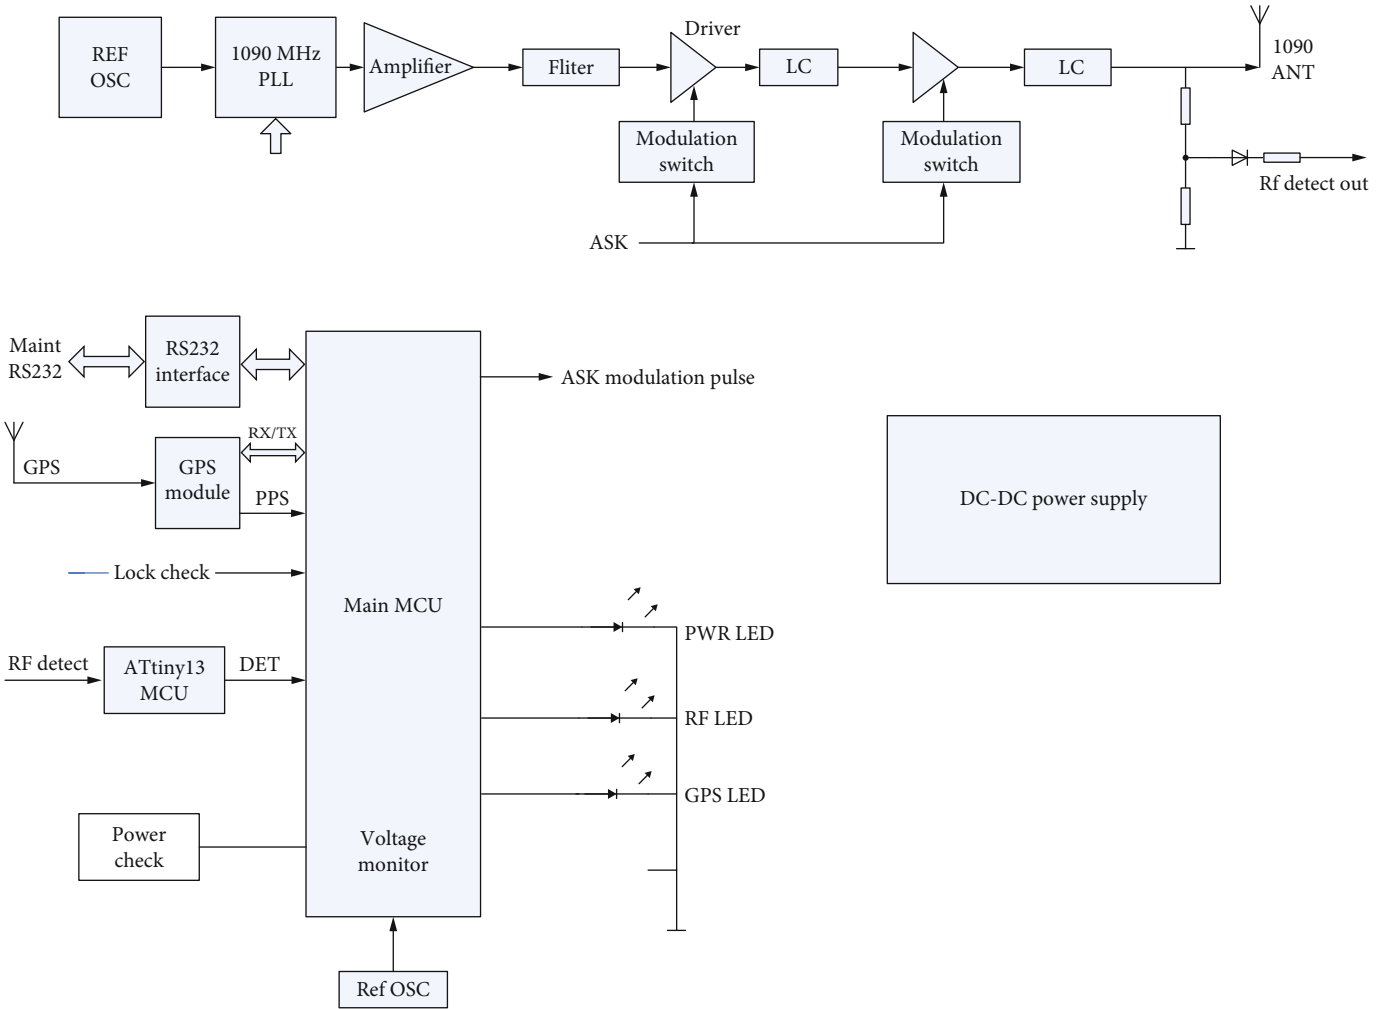 REF
OSC
1090 MHz
PLL
Amplifier
Fliter
Driver
LC
LC
1090
ANT
Modulation
switch
Modulation
switch
Rf detect out
ASK
Maint
RS232
RS232
interface
ASK modulation pulse
GPS
GPS
module
RX/TX
PPS
DC-DC power supply
Lock check
Main MCU
PWR LED
RF detect
ATtiny13
MCU
DET
RF LED
GPS LED
Power
check
Voltage
monitor
Ref OSC